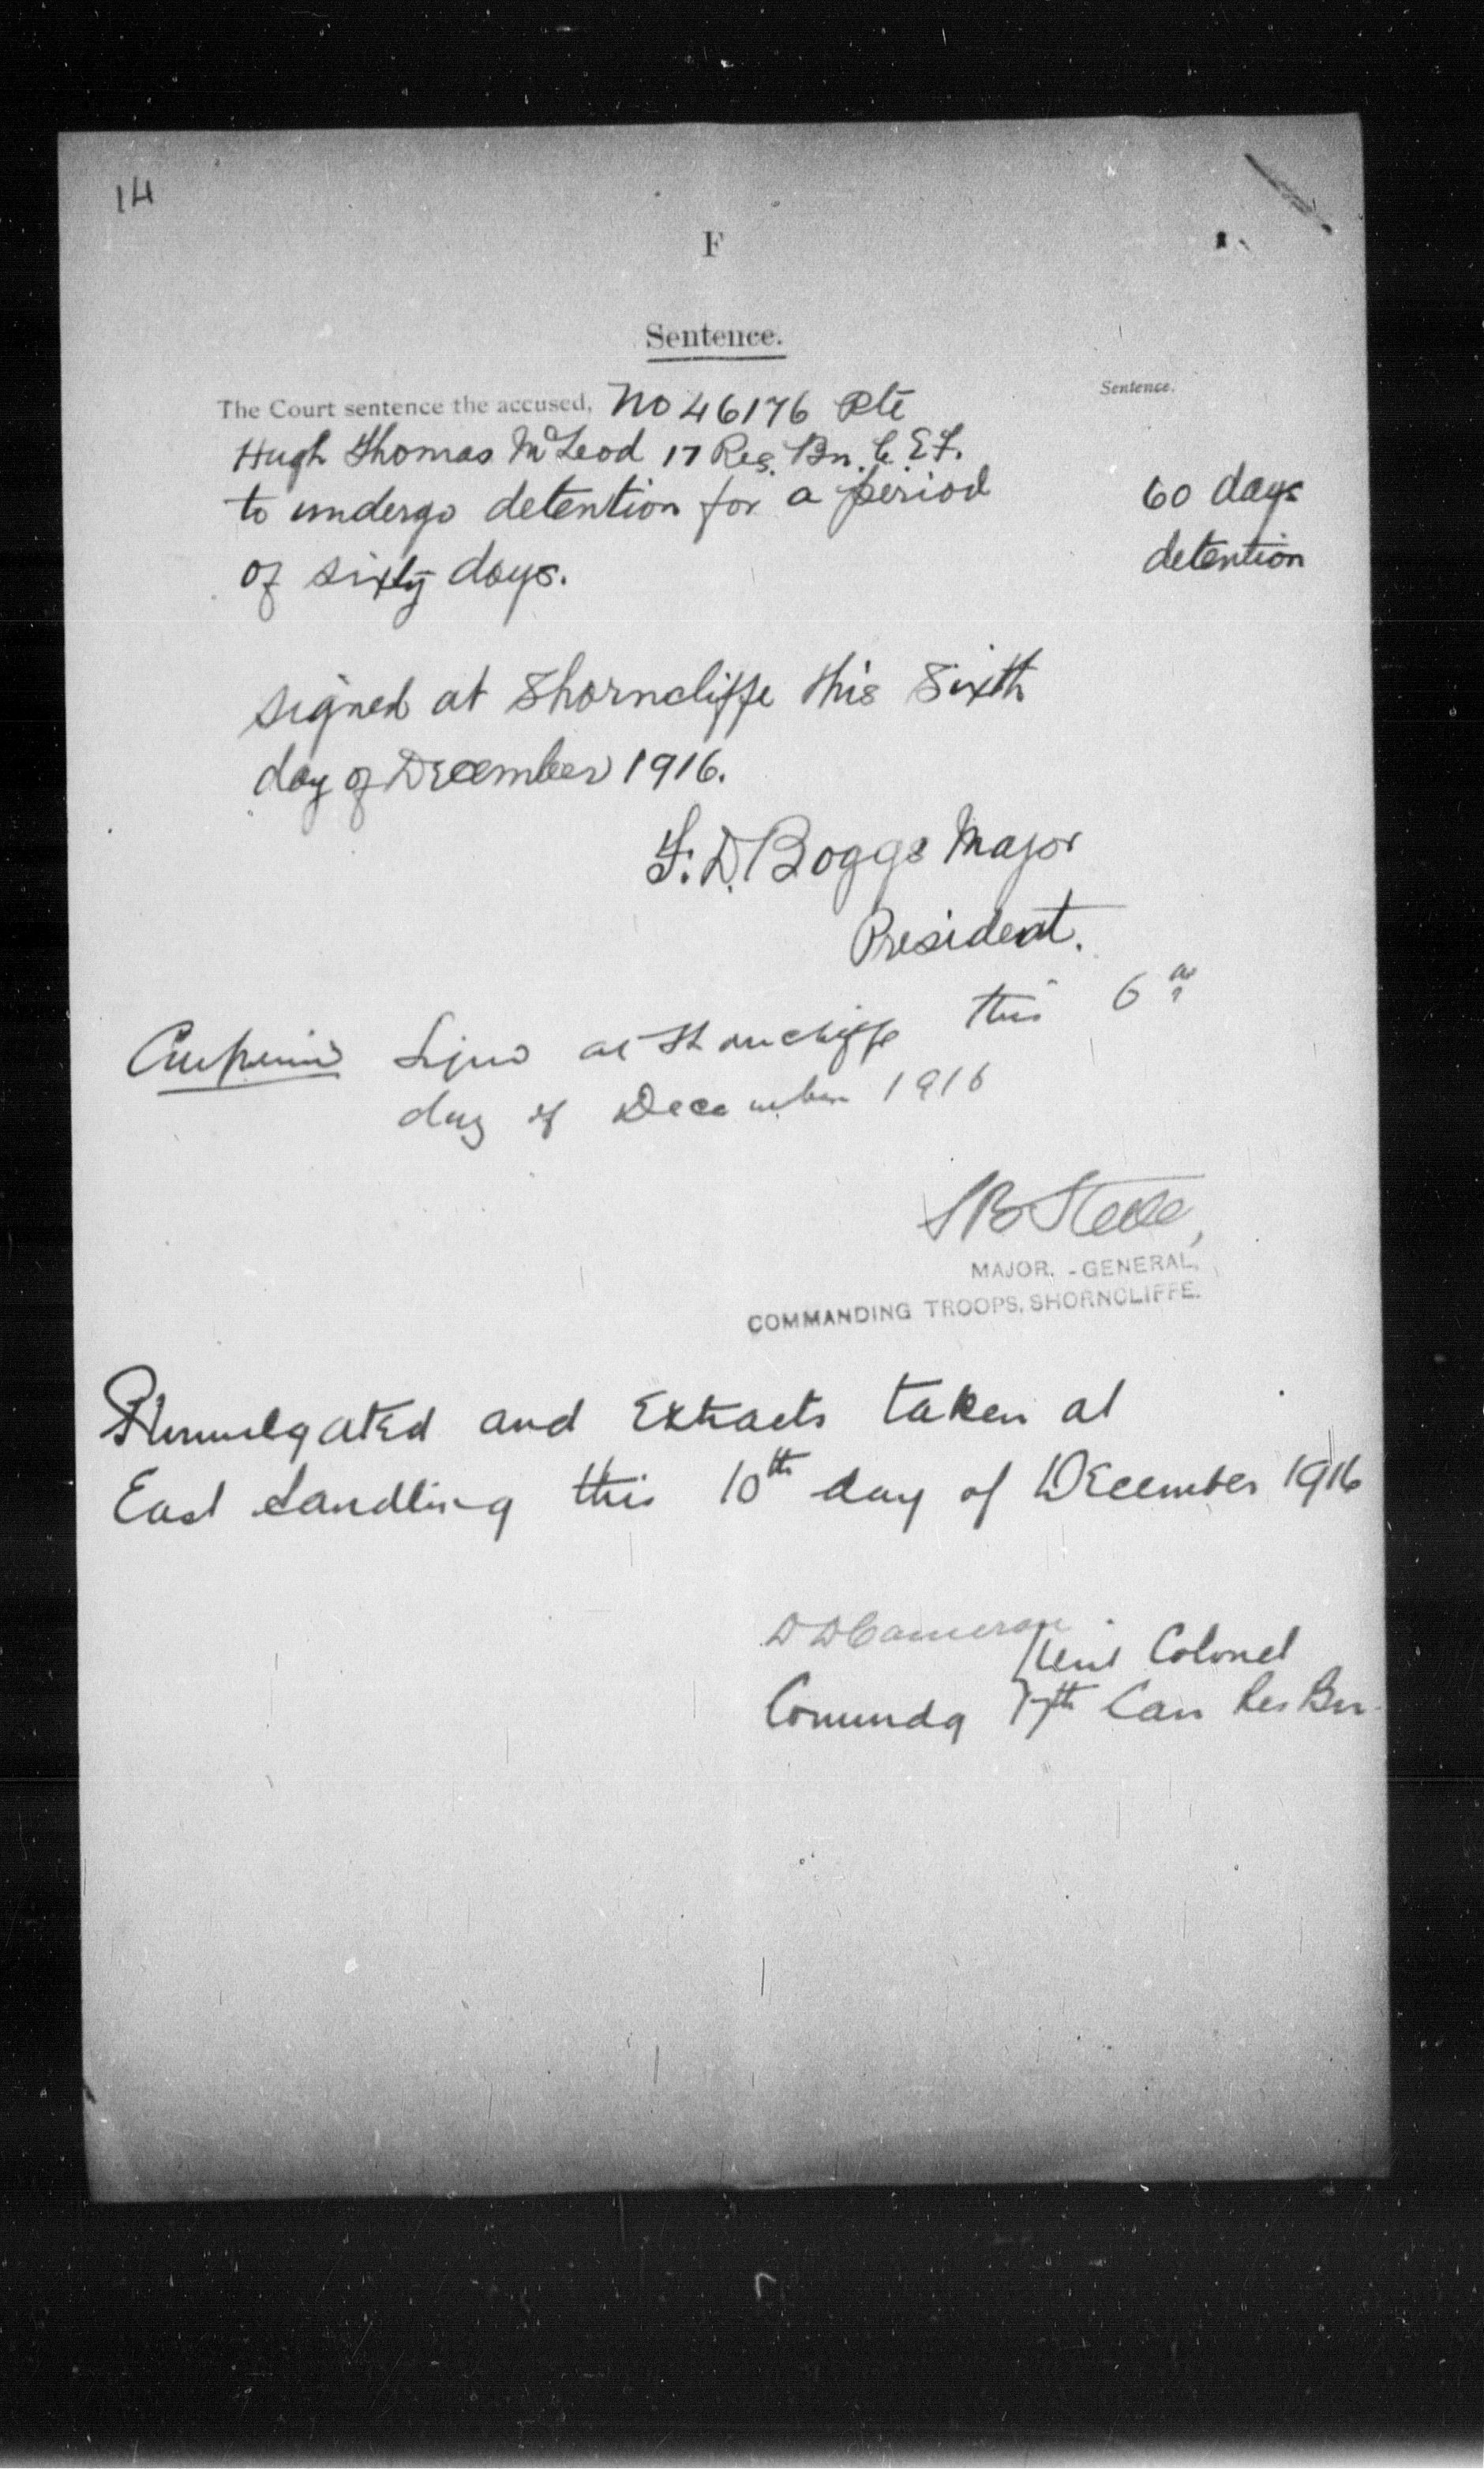 14
F
Sentence.
The Court sentence the accused, No 46176 Pte
Sentence.
Hugh Thomas McLeod 17 Res. Bn. C.E.F.
to undergo detention for a period
60 days
of sixty days.
detention
signed at Shorncliffe this Sixth
day of December 1916.
F. D. Boggs Major
President.
Confirmed Signed at Shorncliffe this 6th
day of December 1916
S B Steele,
MAJOR. - GENERAL,
COMMANDING TROOPS, SHORNCLIFFE.
Promulgated and Extracts taken at
East Sandling this 10th day of December 1916
D D Cameron
Lieut Colonel
Commndg 17th Can Res Bn